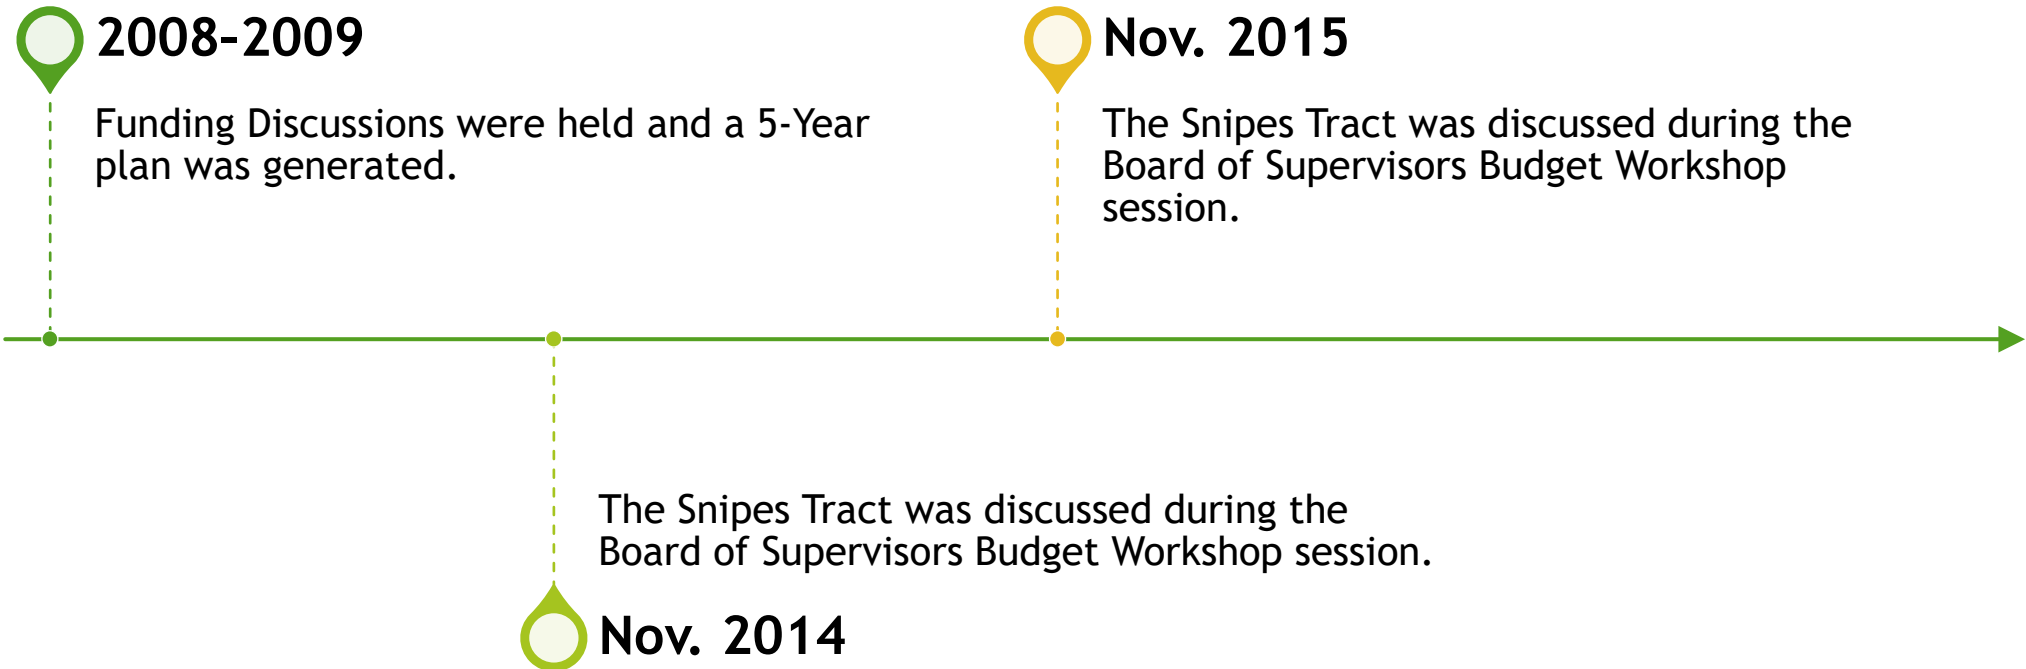 2008-2009
Funding Discussions were held and a 5-Year
plan was generated.
Nov. 2015
The Snipes Tract was discussed during the
Board of Supervisors Budget Workshop
session.
The Snipes Tract was discussed during the
Board of Supervisors Budget Workshop session.
Nov. 2014